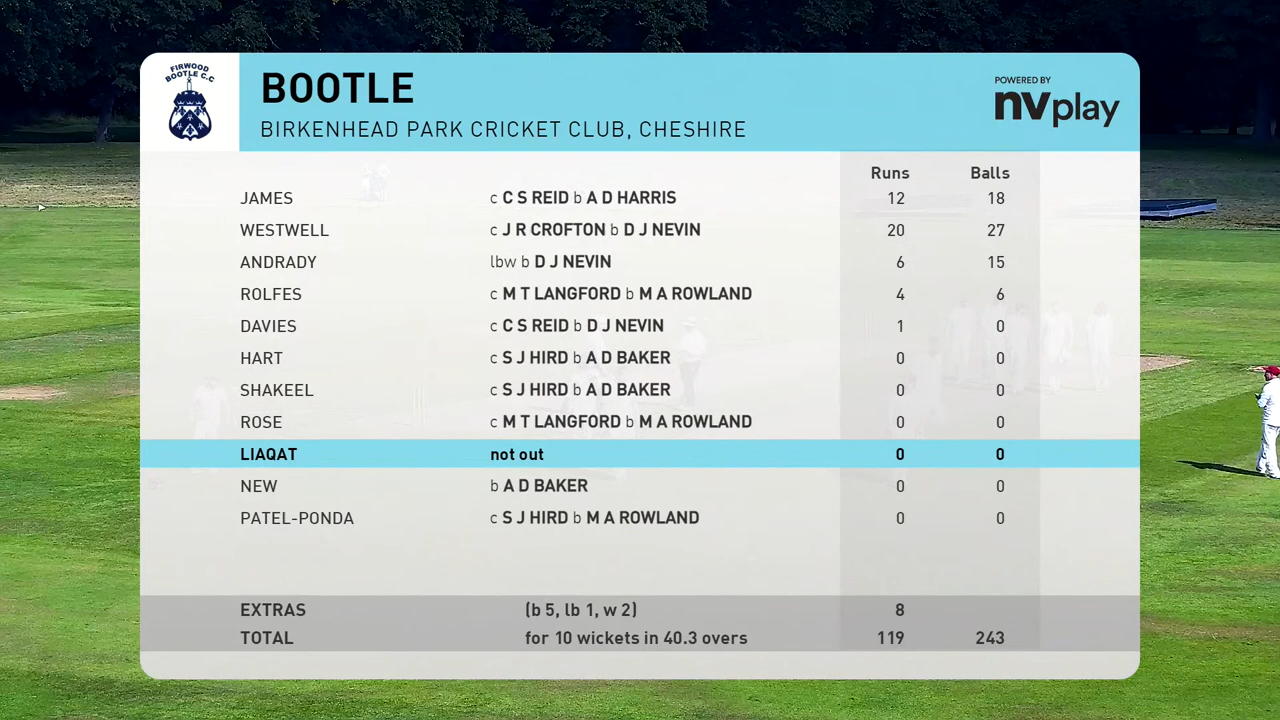 FIRWOOD
BOOTLE C.C
BOOTLE
BIRKENHEAD PARK CRICKET CLUB, CHESHIRE
POWERED BY
nvplay
Runs Balls
JAMES c C S REID b A D HARRIS 12 18
WESTWELL c J R CROFTON b D J NEVIN 20 27
ANDRADY lbw b D J NEVIN 6 15
ROLFES c M T LANGFORD b M A ROWLAND 4 6
DAVIES c C S REID b D J NEVIN 1 0
HART c S J HIRD b A D BAKER 0 0
SHAKEEL c S J HIRD b A D BAKER 0 0
ROSE c M T LANGFORD b M A ROWLAND 0 0
LIAQAT not out 0 0
NEW b A D BAKER 0 0
PATEL-PONDA c S J HIRD b M A ROWLAND 0 0
EXTRAS (b 5, lb 1, w 2) 8
TOTAL for 10 wickets in 40.3 overs 119 243